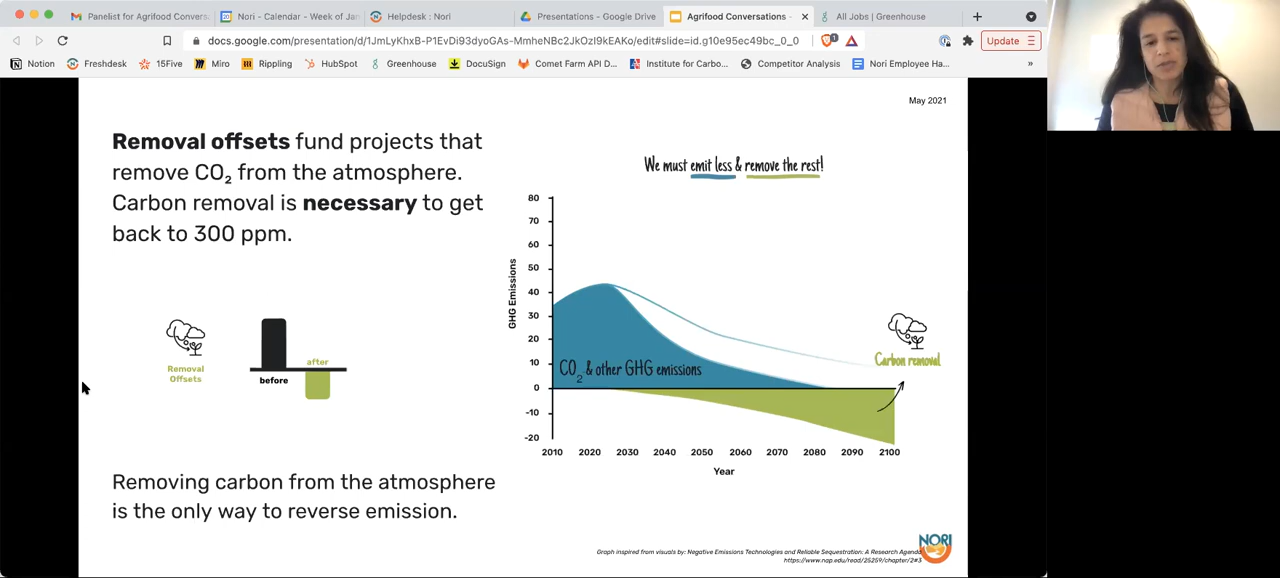 Panelist for Agrifood Convers
Nori - Calendar - Week of Jan
Helpdesk : Nori
Presentations - Google Drive
Agrifood Conversations -
All Jobs | Greenhouse
docs.google.com/presentation/d/1JmLyKhxB-P1EvDi93dyoGAs-MmheNBc2JkOzI9kEAKo/edit#slide=id.g10e95ec49bc_0_0
1
Update
Notion
Freshdesk
15Five
Miro
Rippling
HubSpot
Greenhouse
DocuSign
Comet Farm API D...
Institute for Carbo...
Competitor Analysis
Nori Employee Ha...
»
May 2021
Removal offsets fund projects that
remove CO₂ from the atmosphere.
Carbon removal is necessary to get
back to 300 ppm.
Removal
Offsets
before
after
Removing carbon from the atmosphere
is the only way to reverse emission.
We must emit less & remove the rest!
GHG Emissions
80
70
60
50
40
30
20
10
0
-10
-20
CO₂ & other GHG emissions
Carbon removal
2010 2020 2030 2040 2050 2060 2070 2080 2090 2100
Year
NORI
Graph inspired from visuals by: Negative Emissions Technologies and Reliable Sequestration: A Research Agenda
https://www.nap.edu/read/25259/chapter/2#3